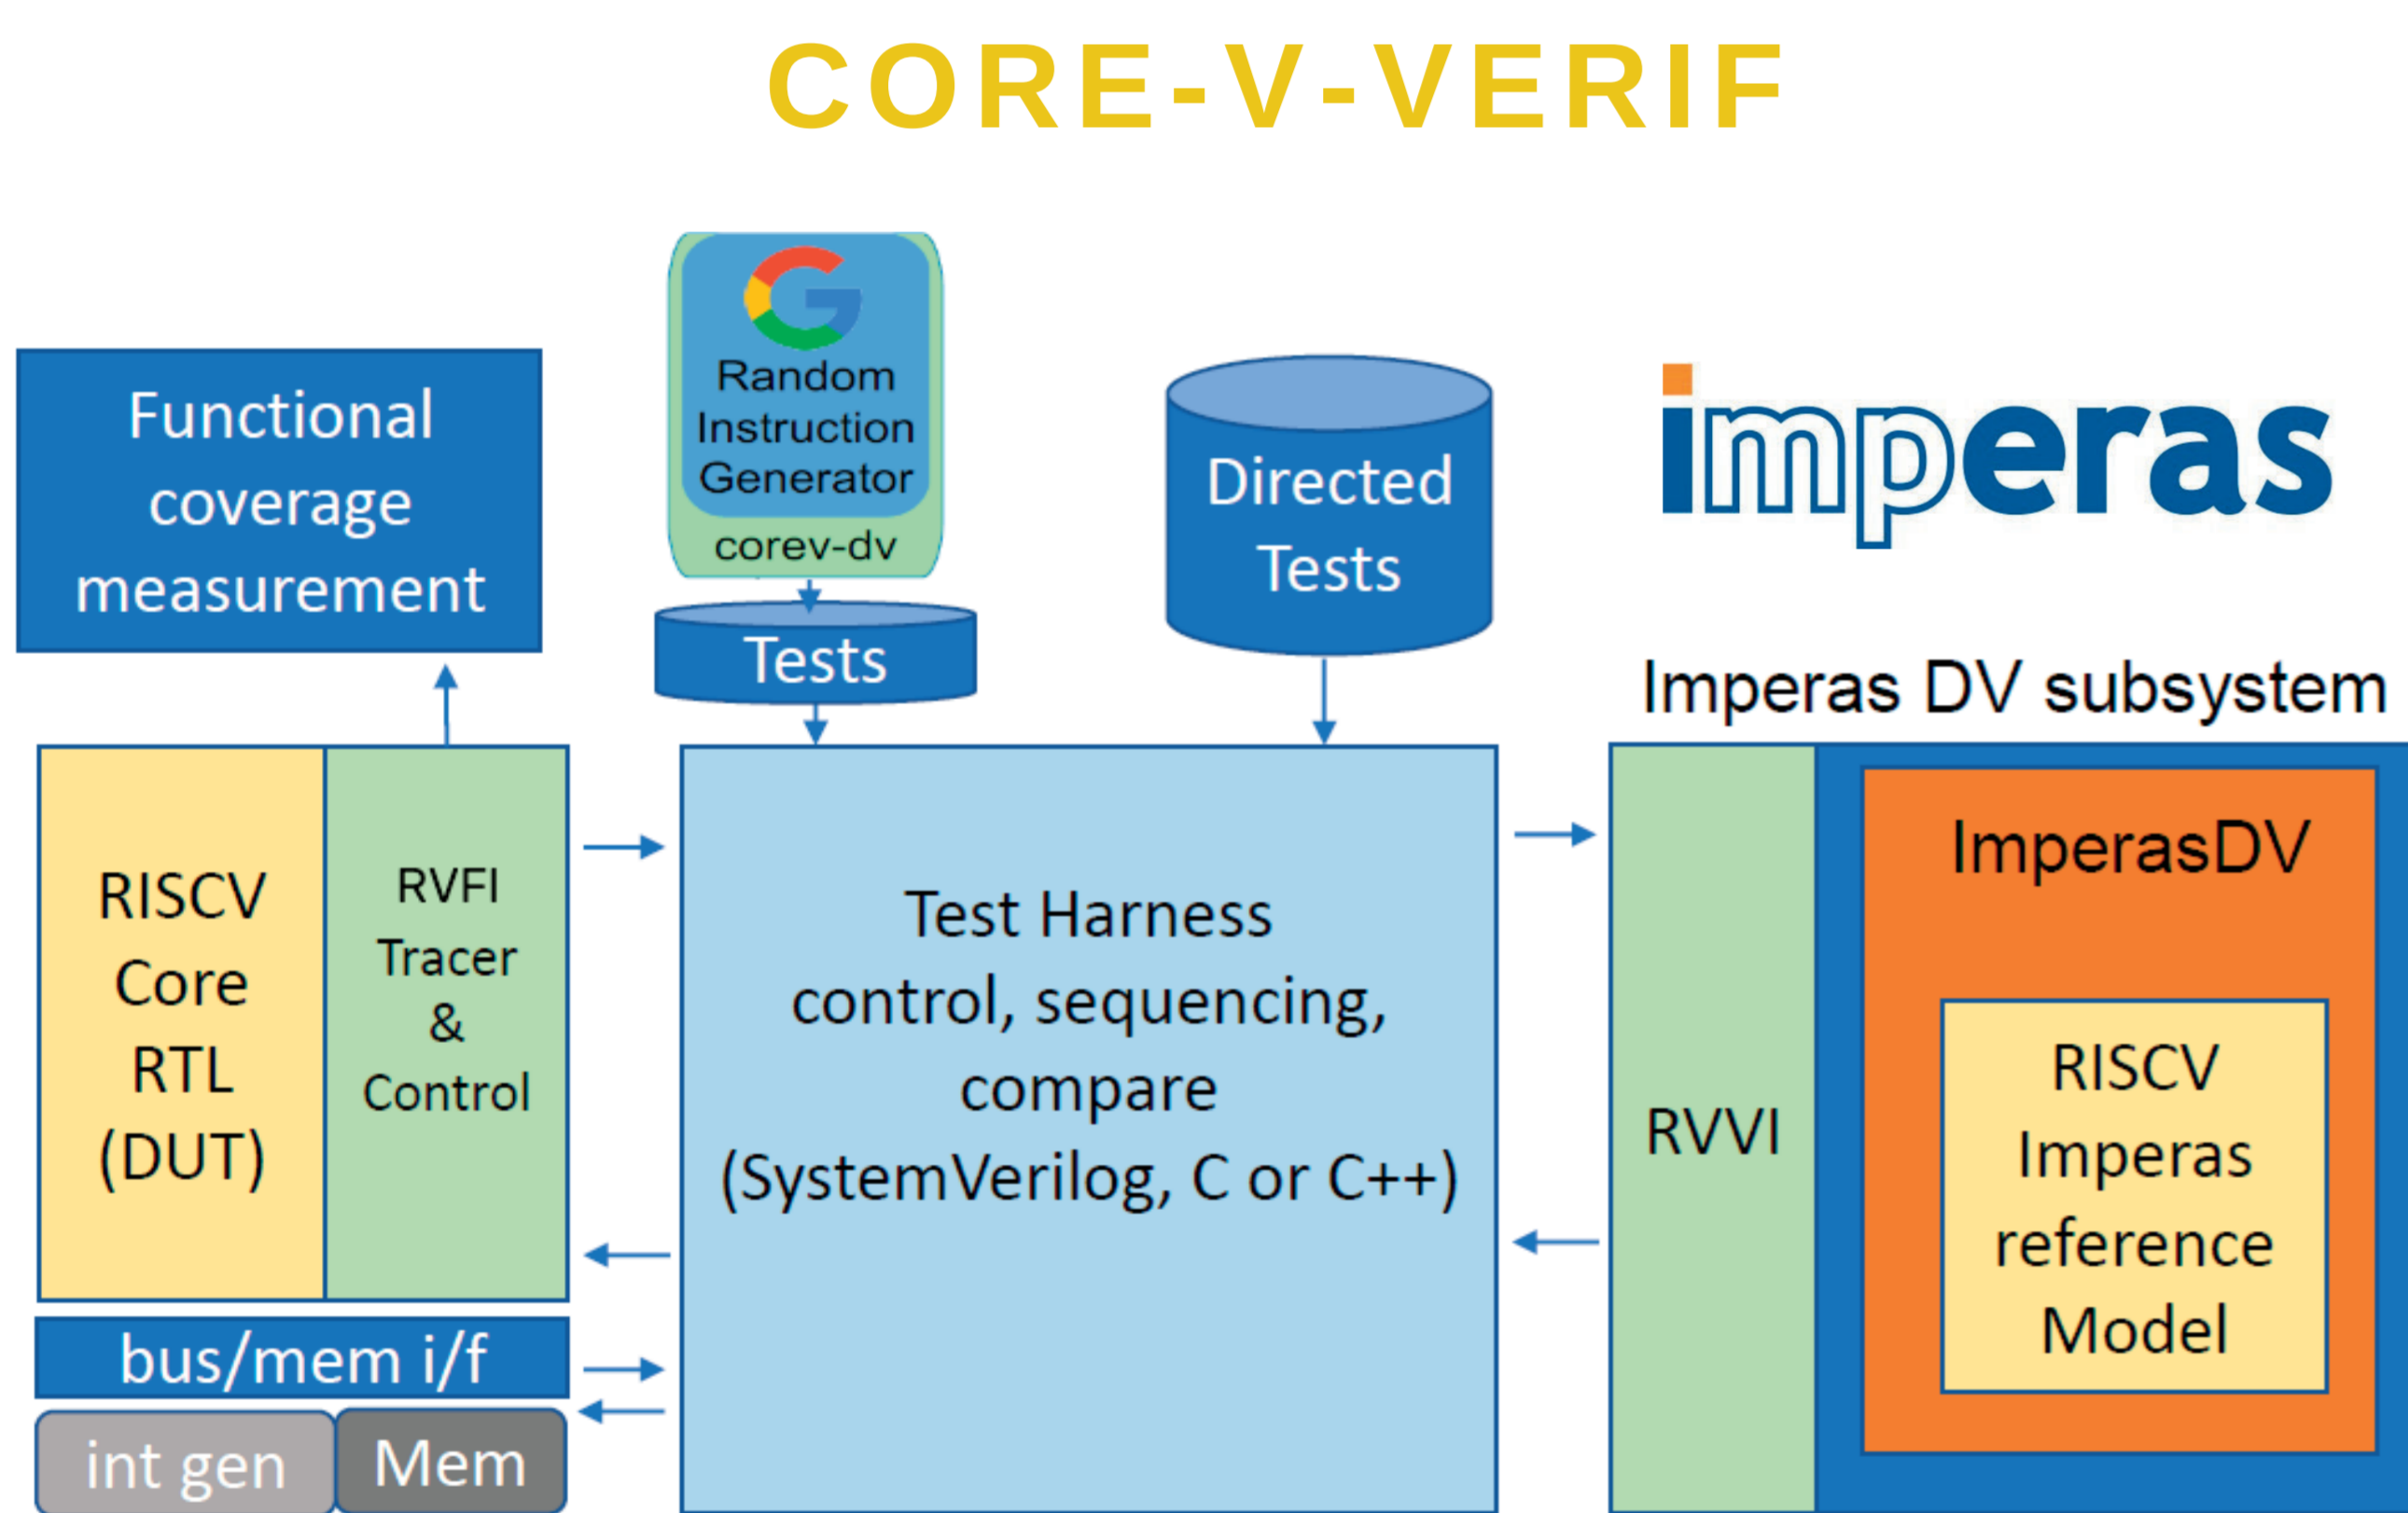 CORE-V-VERIF
Random
Instruction
Generator
corev-dv
Functional
coverage
measurement
Directed
Tests
imperas
Tests
Imperas DV subsystem
RISCV
Core
RTL
(DUT)
RVFI
Tracer
&
Control
Test Harness
control, sequencing,
compare
(SystemVerilog, C or C++)
RVVI
ImperasDV
RISCV
Imperas
reference
Model
bus/mem i/f
int gen
Mem